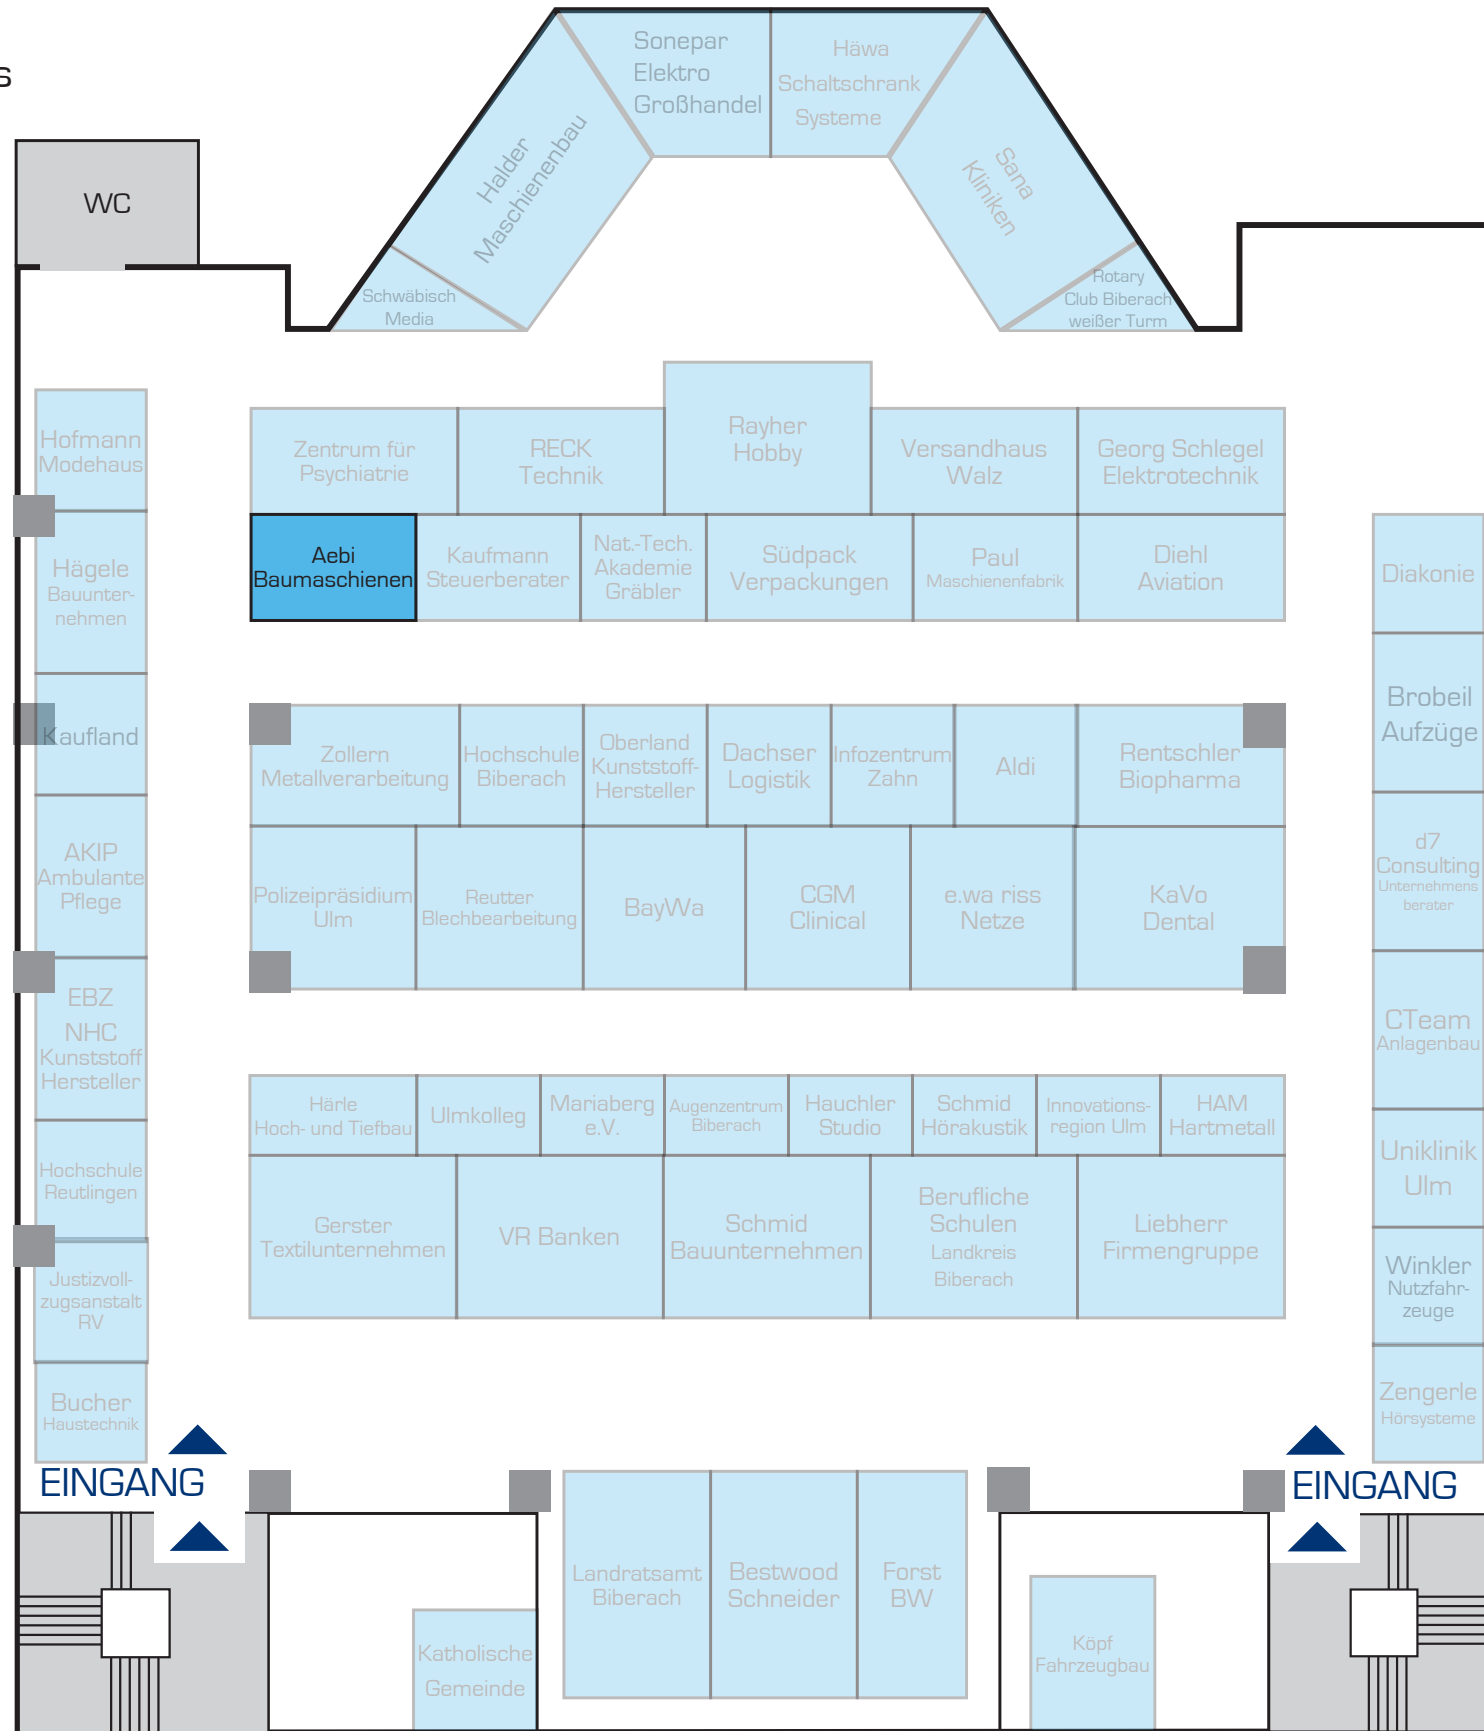 s
WC
Sonepar
Elektro
Großhandel
Häwa
Schaltschrank
Systeme
Halder
Maschienenbau
Sana
Kliniken
Schwäbisch
Media
Rotary
Club Biberach
weißer Turm
Hofmann
Modehaus
Hägele
Bauunter-
nehmen
Kaufland
AKIP
Ambulante
Pflege
EBZ
NHC
Kunststoff
Hersteller
Hochschule
Reutlingen
Justizvoll-
zugsanstalt
RV
Bucher
Haustechnik
Zentrum für
Psychiatrie
RECK
Technik
Rayher
Hobby
Versandhaus
Walz
Georg Schlegel
Elektrotechnik
Aebi
Baumaschienen
Kaufmann
Steuerberater
Nat.-Tech.
Akademie
Gräbler
Südpack
Verpackungen
Paul
Maschienenfabrik
Diehl
Aviation
Zollern
Metallverarbeitung
Hochschule
Biberach
Oberland
Kunststoff-
Hersteller
Dachser
Logistik
Infozentrum
Zahn
Aldi
Rentschler
Biopharma
Polizeipräsidium
Ulm
Reutter
Blechbearbeitung
BayWa
CGM
Clinical
e.wa riss
Netze
KaVo
Dental
Härle
Hoch- und Tiefbau
Ulmkolleg
Mariaberg
e.V.
Augenzentrum
Biberach
Hauchler
Studio
Schmid
Hörakustik
Innovations-
region Ulm
HAM
Hartmetall
Gerster
Textilunternehmen
VR Banken
Schmid
Bauunternehmen
Berufliche
Schulen
Landkreis
Biberach
Liebherr
Firmengruppe
Diakonie
Brobeil
Aufzüge
d7
Consulting
Unternehmens
berater
CTeam
Anlagenbau
Uniklinik
Ulm
Winkler
Nutzfahr-
zeuge
Zengerle
Hörsysteme
EINGANG
EINGANG
Landratsamt
Biberach
Bestwood
Schneider
Forst
BW
Katholische
Gemeinde
Köpf
Fahrzeugbau